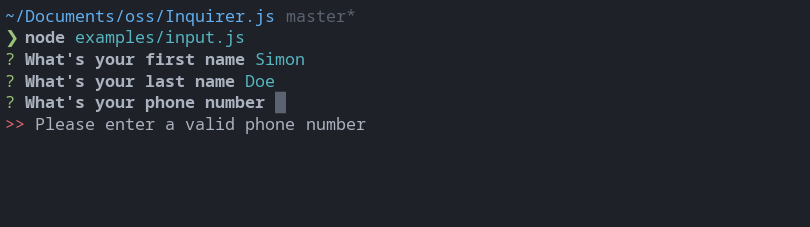 ~/Documents/oss/Inquirer.js master*
❯ node examples/input.js
? What's your first name Simon
? What's your last name Doe
? What's your phone number
>> Please enter a valid phone number